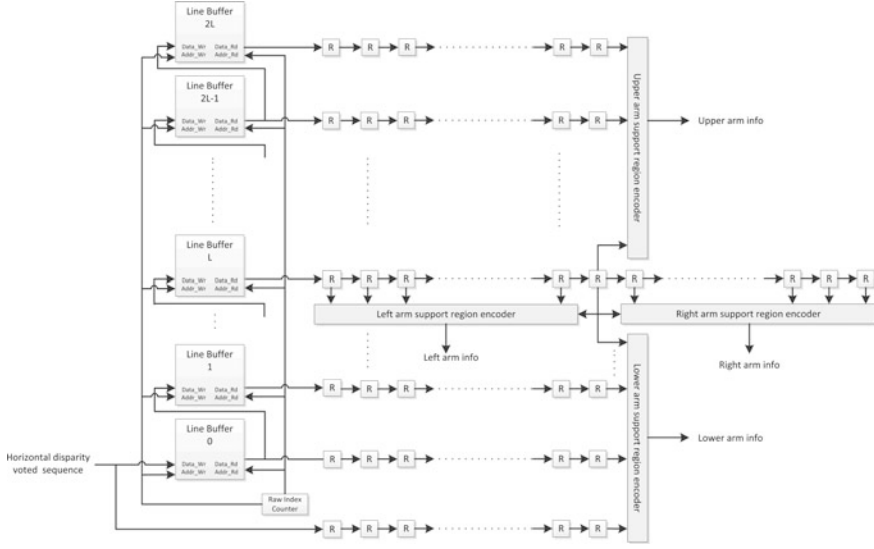 Line Buffer
2L
Data_Wr Data_Rd
Addr_Wr Addr_Rd
R R R R R
Line Buffer
2L-1
Data_Wr Data_Rd
Addr_Wr Addr_Rd
R R R R R
Upper arm support region encoder
Upper arm info
Line Buffer
L
Data_Wr Data_Rd
Addr_Wr Addr_Rd
R R R R R R R R R
Left arm support region encoder
Right arm support region encoder
Left arm info
Right arm info
Line Buffer
1
Data_Wr Data_Rd
Addr_Wr Addr_Rd
R R R R R
Line Buffer
0
Data_Wr Data_Rd
Addr_Wr Addr_Rd
R R R R R
Lower arm support region encoder
Lower arm info
Horizontal disparity
voted sequence
Raw Index
Counter
R R R R R